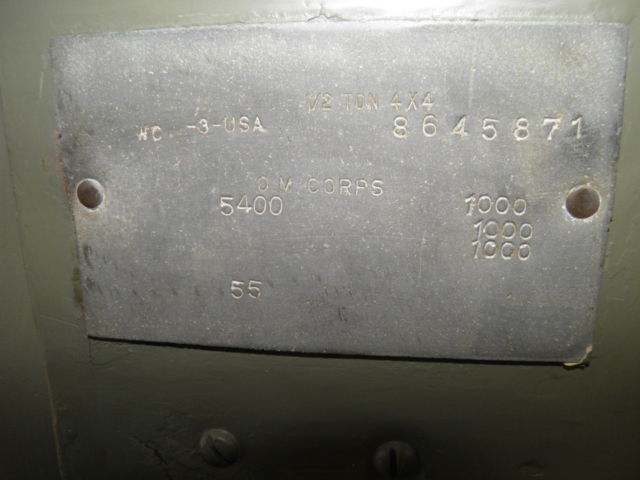 1/2 TON 4X4
WC -3-USA 8645871
Q.M. CORPS
5400 1000
1000
1000
55